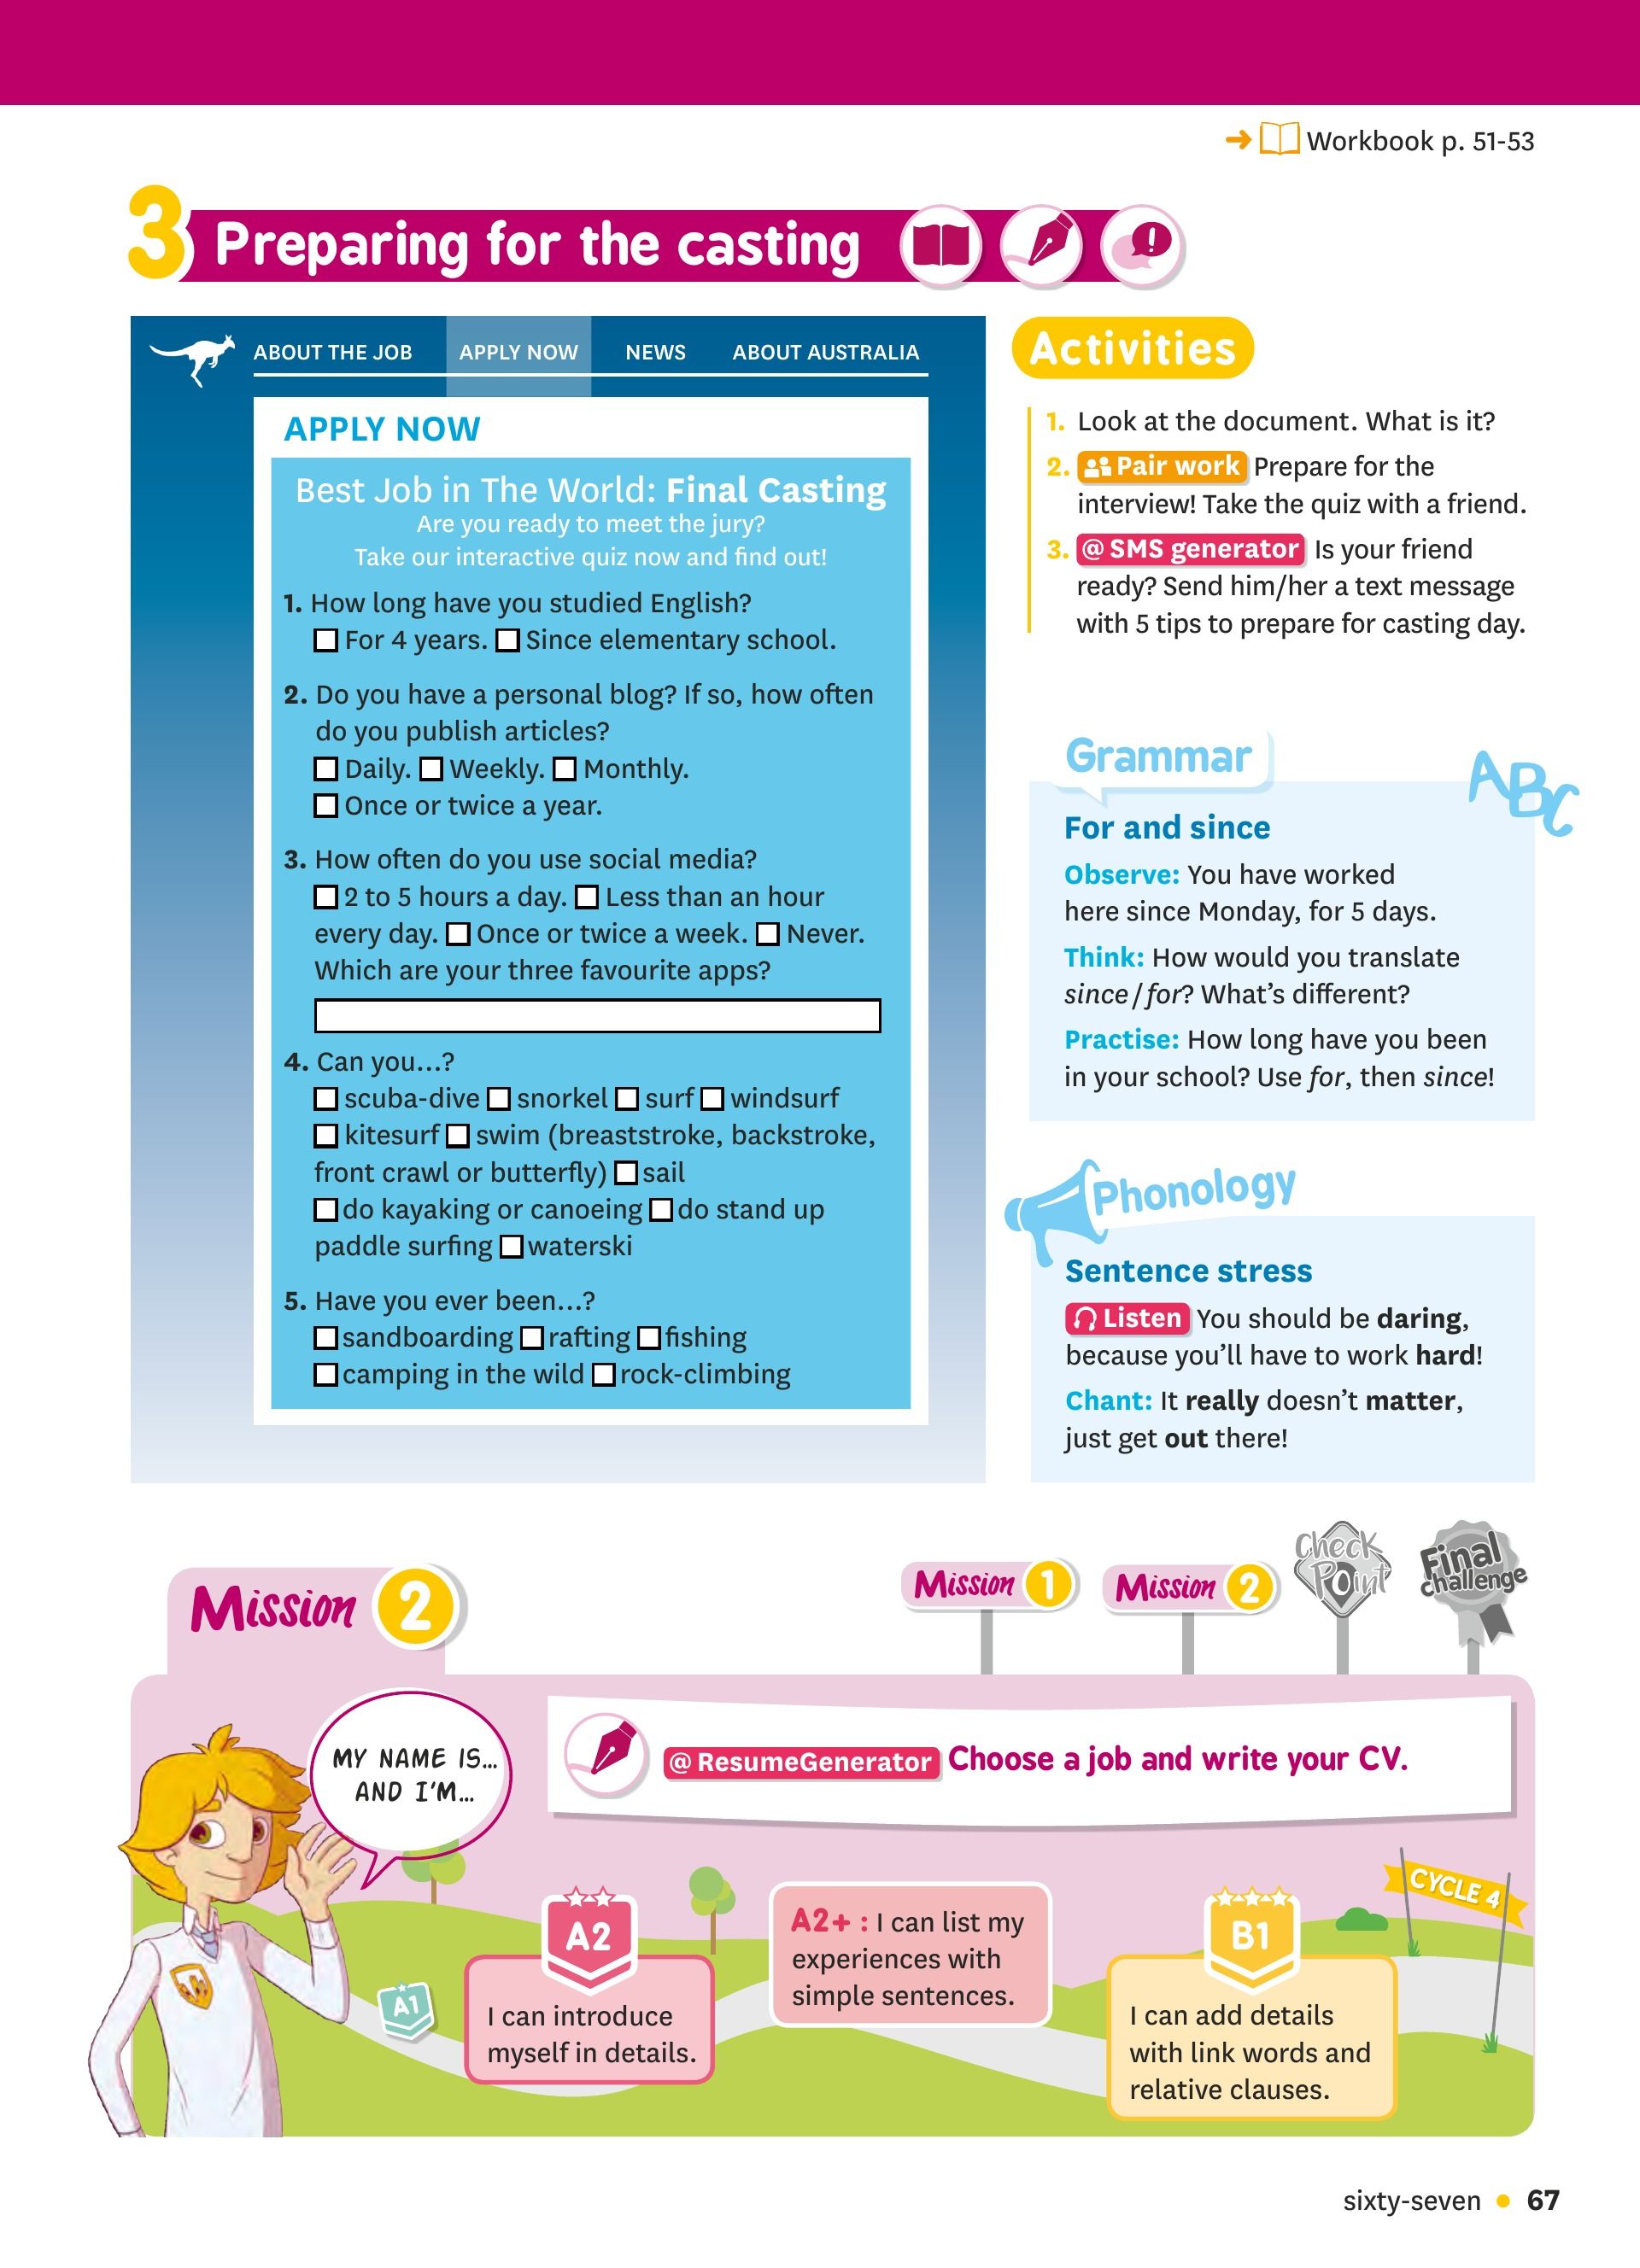 Workbook p. 51-53
3 Preparing for the casting
ABOUT THE JOB APPLY NOW NEWS ABOUT AUSTRALIA
APPLY NOW
Best Job in The World: Final Casting
Are you ready to meet the jury?
Take our interactive quiz now and find out!
1. How long have you studied English?
For 4 years. Since elementary school.
2. Do you have a personal blog? If so, how often
do you publish articles?
Daily. Weekly. Monthly.
Once or twice a year.
3. How often do you use social media?
2 to 5 hours a day. Less than an hour
every day. Once or twice a week. Never.
Which are your three favourite apps?
4. Can you...?
scuba-dive snorkel surf windsurf
kitesurf swim (breaststroke, backstroke,
front crawl or butterfly) sail
do kayaking or canoeing do stand up
paddle surfing waterski
5. Have you ever been...?
sandboarding rafting fishing
camping in the wild rock-climbing
Activities
1. Look at the document. What is it?
2. Pair work Prepare for the
interview! Take the quiz with a friend.
3. @ SMS generator Is your friend
ready? Send him/her a text message
with 5 tips to prepare for casting day.
Grammar
ABC
For and since
Observe: You have worked
here since Monday, for 5 days.
Think: How would you translate
since / for? What's different?
Practise: How long have you been
in your school? Use for, then since!
Phonology
Sentence stress
Listen You should be daring,
because you'll have to work hard!
Chant: It really doesn't matter,
just get out there!
Mission 2
Mission 1
Mission 2
Check
Point
Final
challenge
MY NAME IS...
AND I'M...
@ ResumeGenerator Choose a job and write your CV.
CYCLE 4
A1
A2
I can introduce
myself in details.
A2+ : I can list my
experiences with
simple sentences.
B1
I can add details
with link words and
relative clauses.
sixty-seven • 67